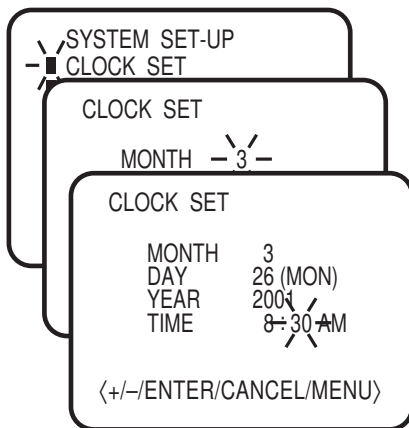 SYSTEM SET-UP
CLOCK SET
CLOCK SET
MONTH 3
CLOCK SET
MONTH 3
DAY 26 (MON)
YEAR 2001
TIME 8:30 AM
〈+/–/ENTER/CANCEL/MENU〉